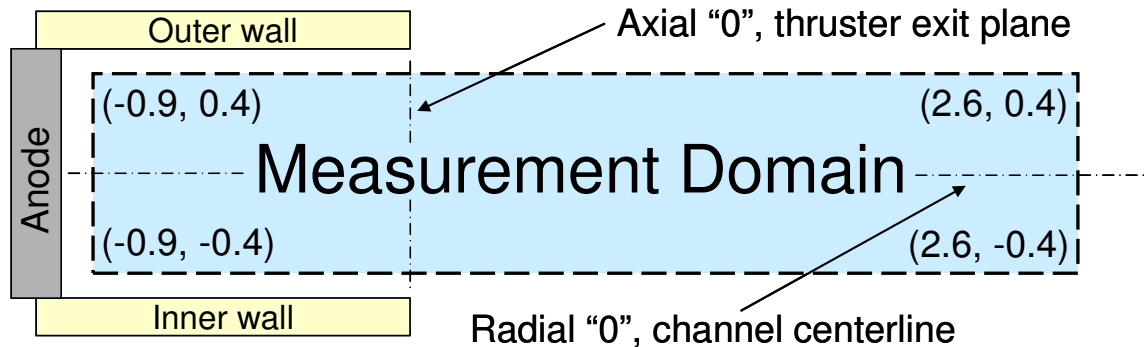 Outer wall
Axial “0”, thruster exit plane
(-0.9, 0.4)
(2.6, 0.4)
Anode
Measurement Domain
(-0.9, -0.4)
(2.6, -0.4)
Inner wall
Radial “0”, channel centerline